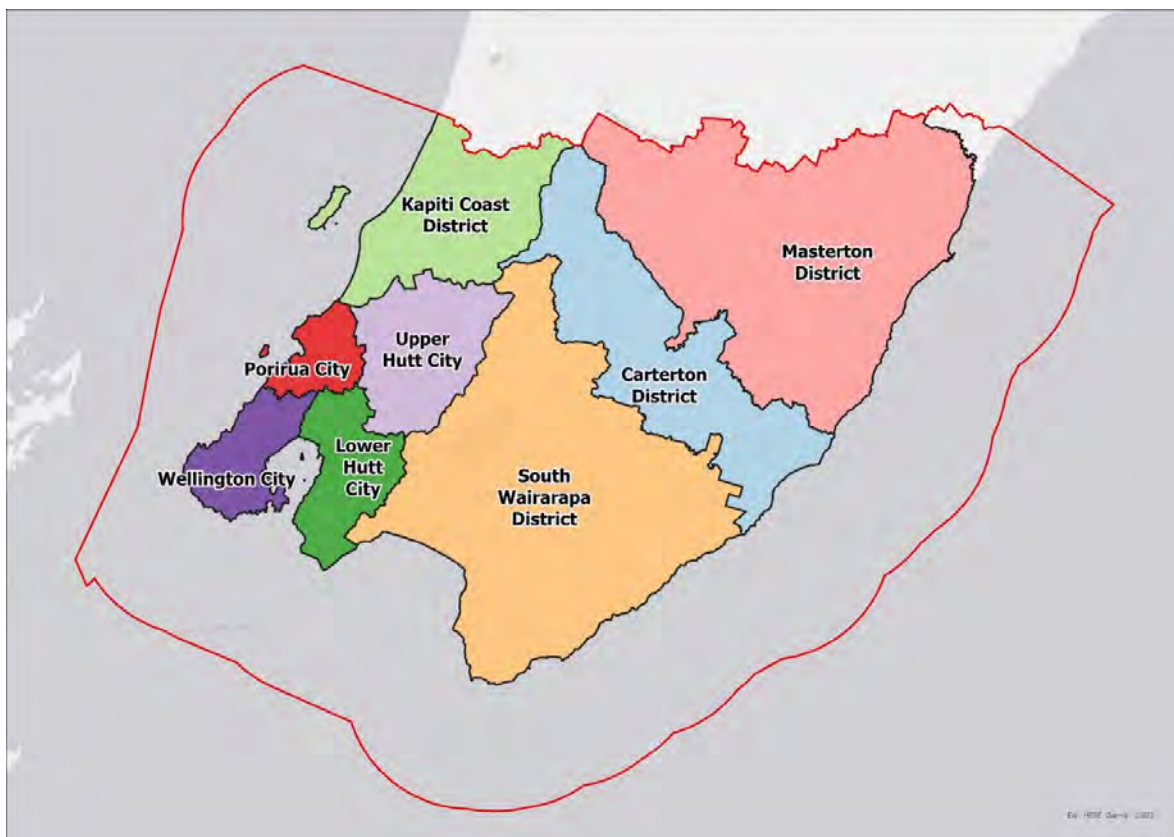 Kapiti Coast
District
Masterton
District
Upper
Hutt City
Porirua City
Carterton
District
Lower
Hutt
City
Wellington City
South
Wairarapa
District